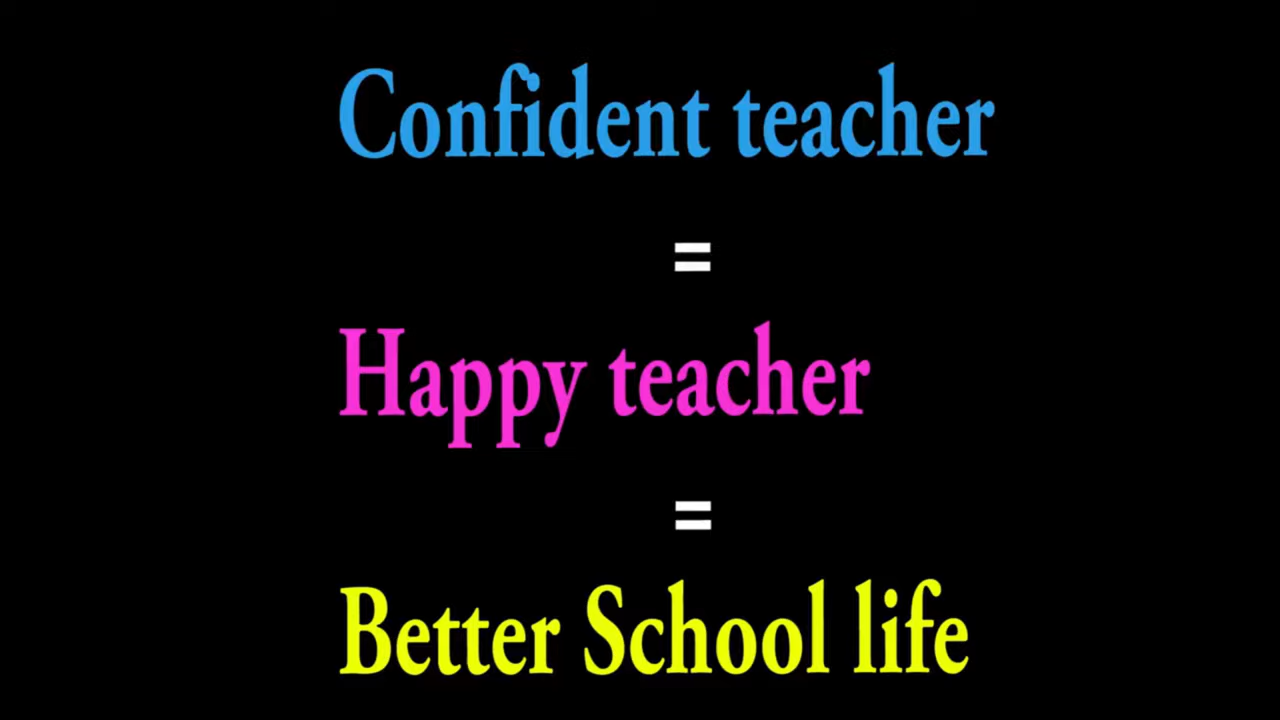 Confident teacher
=
Happy teacher
=
Better School life